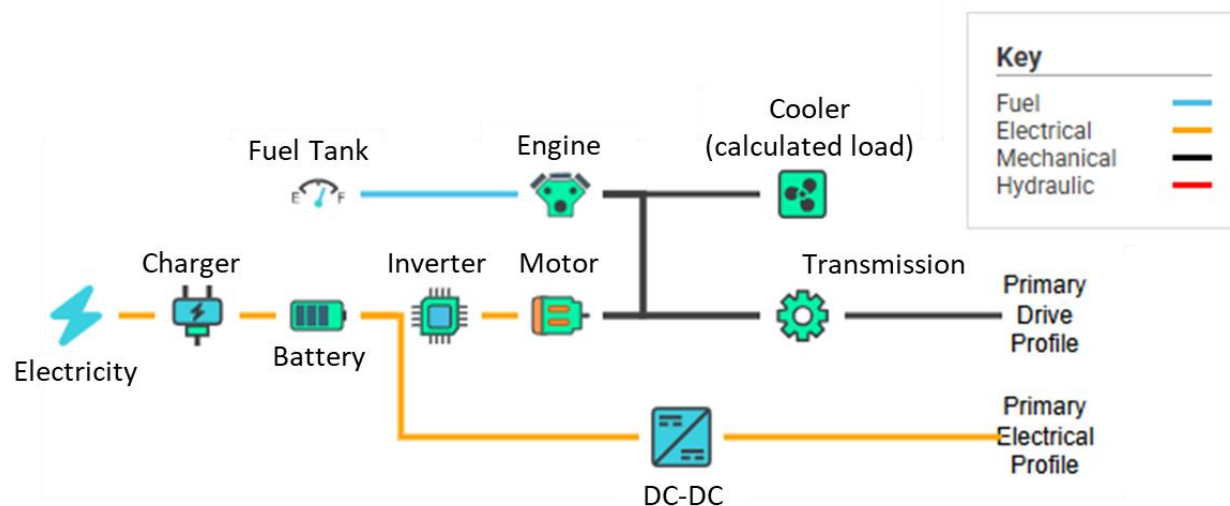 Key
Fuel
Electrical
Mechanical
Hydraulic
Cooler
(calculated load)
Engine
Fuel Tank
E F
Charger
Inverter
Motor
Transmission
Primary
Drive
Profile
Battery
Electricity
Primary
Electrical
Profile
DC-DC